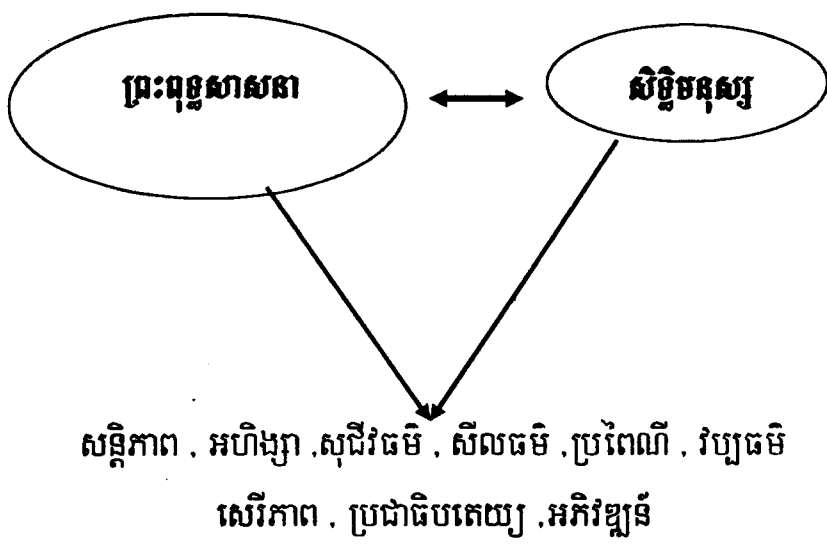 ព្រះពុទ្ធសាសនា
សិទ្ធិមនុស្ស
សន្តិភាព , អហិង្សា ,សុជីវធម៌ , សីលធម៌ ,ប្រពៃណី , វប្បធម៌
សេរីភាព , ប្រជាធិបតេយ្យ ,អភិវឌ្ឍន៍